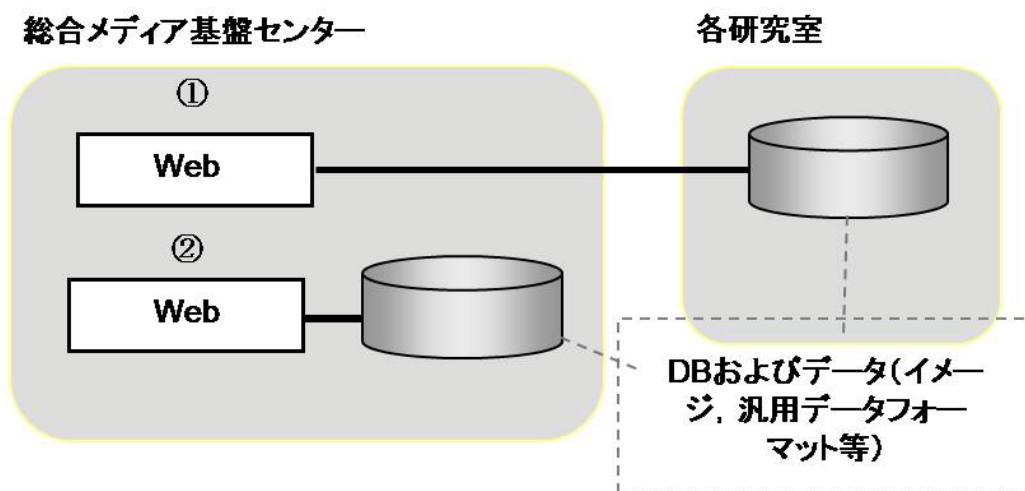 総合メディア基盤センター
各研究室
①
Web
②
Web
DBおよびデータ(イメー
ジ, 汎用データフォー
マット等)